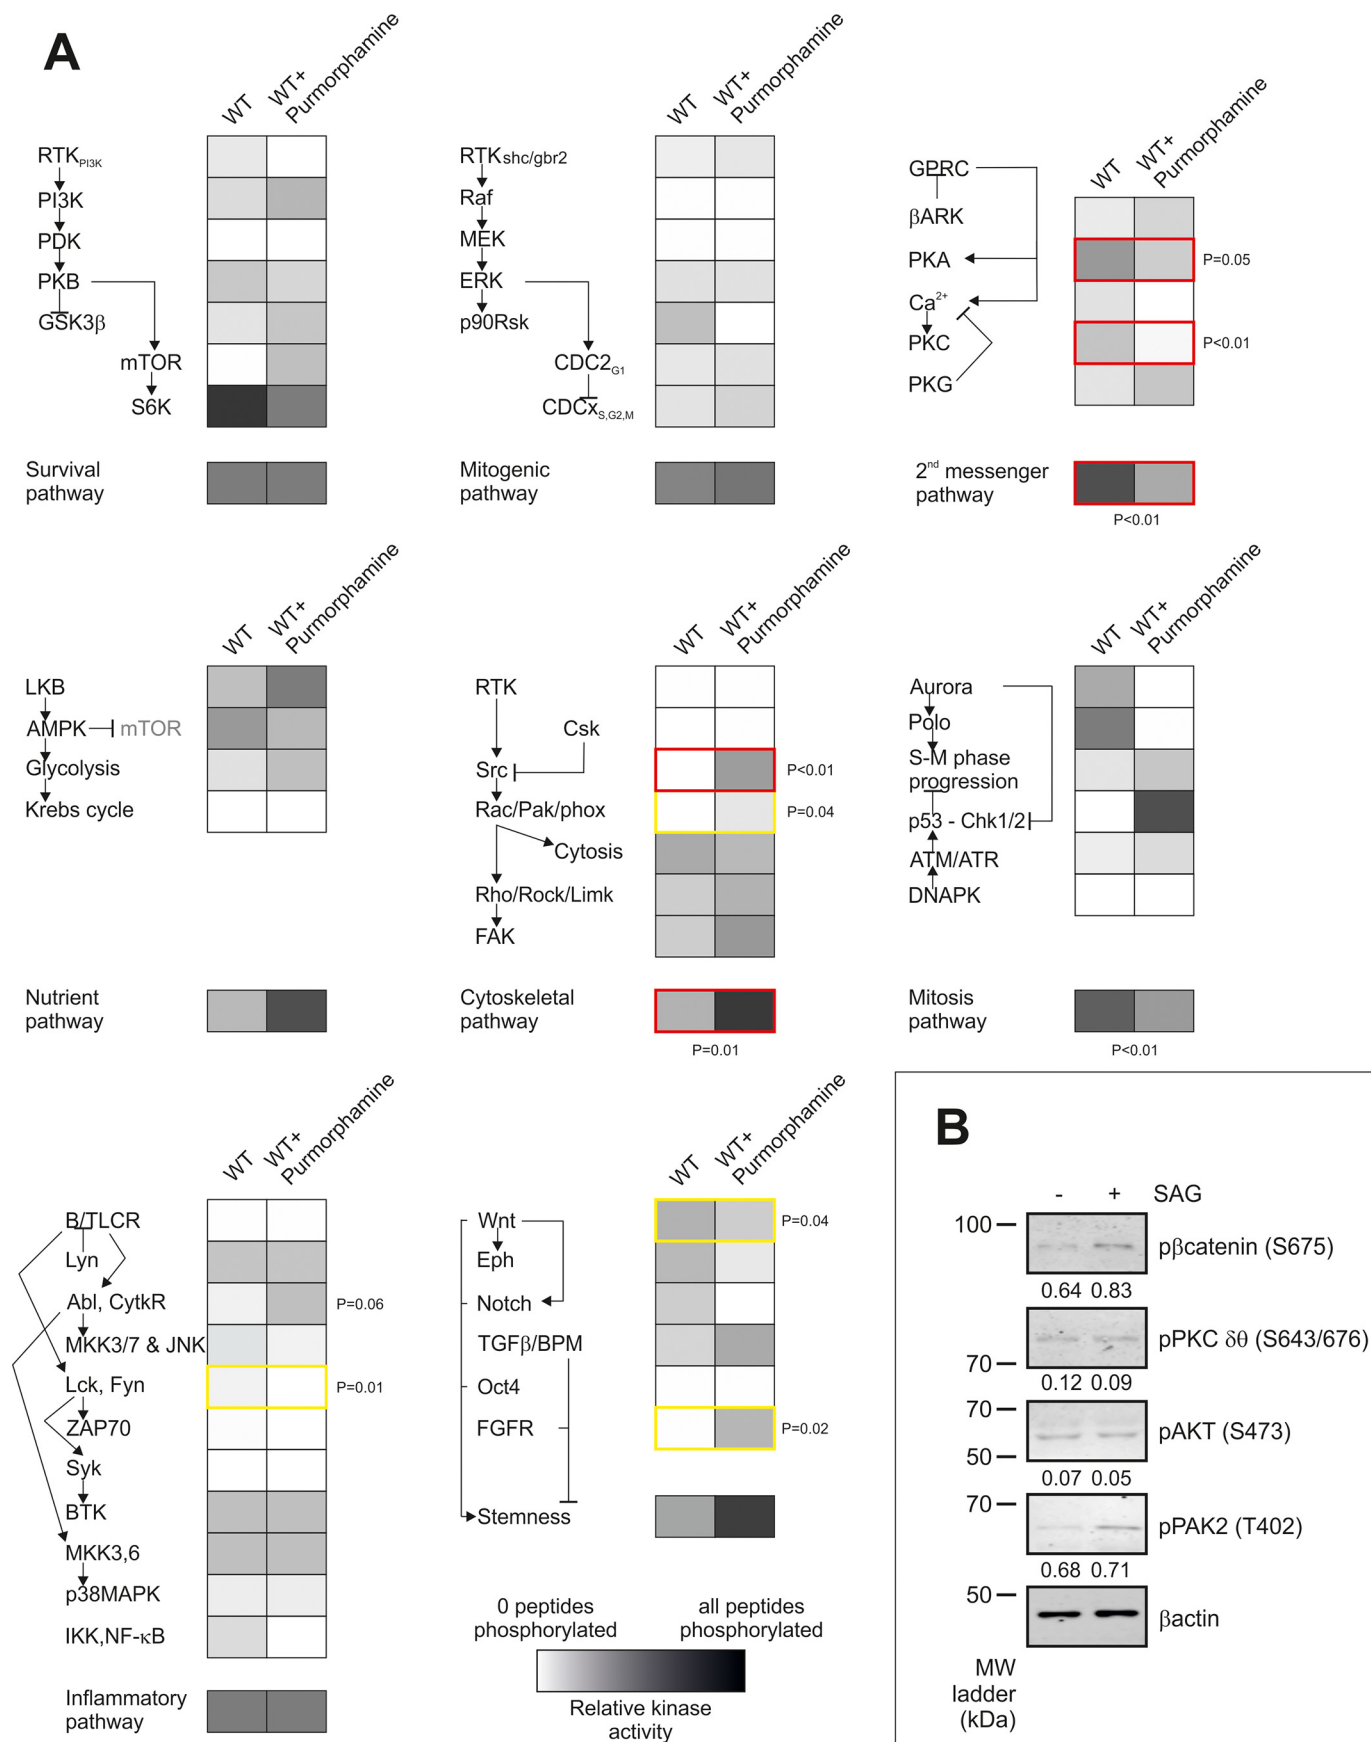 A
WT
WT+
Purmorphamine
RTKPI3K
PI3K
PDK
PKB
GSK3β
mTOR
S6K
Survival
pathway
WT
WT+
Purmorphamine
RTKshc/gbr2
Raf
MEK
ERK
p90Rsk
CDC2G1
CDCxS,G2,M
Mitogenic
pathway
WT
WT+
Purmorphamine
GPRC
βARK
PKA
P=0.05
Ca2+
PKC
P<0.01
PKG
2nd messenger
pathway
P<0.01
WT
WT+
Purmorphamine
LKB
AMPK
mTOR
Glycolysis
Krebs cycle
Nutrient
pathway
WT
WT+
Purmorphamine
RTK
Csk
Src
P<0.01
Rac/Pak/phox
P=0.04
Cytosis
Rho/Rock/Limk
FAK
Cytoskeletal
pathway
P=0.01
WT
WT+
Purmorphamine
Aurora
Polo
S-M phase
progression
p53 - Chk1/2
ATM/ATR
DNAPK
Mitosis
pathway
P<0.01
WT
WT+
Purmorphamine
B/TLCR
Lyn
Abl, CytkR
P=0.06
MKK3/7 & JNK
Lck, Fyn
P=0.01
ZAP70
Syk
BTK
MKK3,6
p38MAPK
IKK,NF-κB
Inflammatory
pathway
WT
WT+
Purmorphamine
Wnt
P=0.04
Eph
Notch
TGFβ/BPM
Oct4
FGFR
P=0.02
Stemness
0 peptides
phosphorylated
all peptides
phosphorylated
Relative kinase
activity
B
- + SAG
100
pβcatenin (S675)
0.64 0.83
pPKC δθ (S643/676)
70
0.12 0.09
70
pAKT (S473)
50
0.07 0.05
70
pPAK2 (T402)
0.68 0.71
50
βactin
MW
ladder
(kDa)